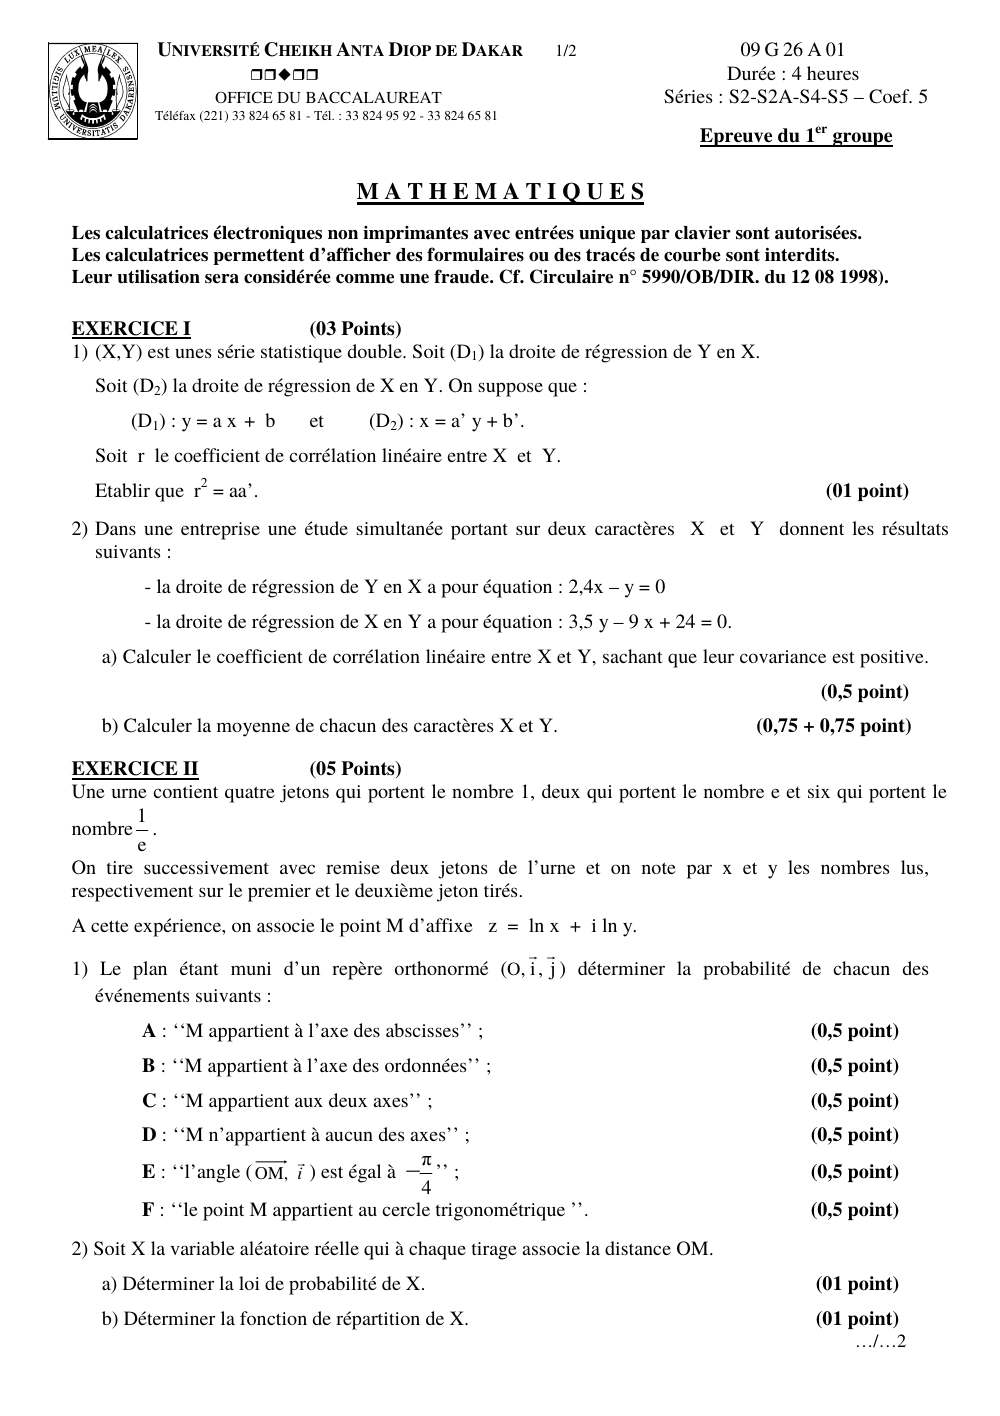 UNIVERSITÉ CHEIKH ANTA DIOP DE DAKAR 1/2 09 G 26 A 01
❒❒◆❒❒ Durée : 4 heures
OFFICE DU BACCALAUREAT Séries : S2-S2A-S4-S5 – Coef. 5
Téléfax (221) 33 824 65 81 - Tél. : 33 824 95 92 - 33 824 65 81
Epreuve du 1er groupe
SIGILLUM UNIVERSITATIS DAKARENSIS
LUX MEA LEX
M A T H E M A T I Q U E S
Les calculatrices électroniques non imprimantes avec entrées unique par clavier sont autorisées.
Les calculatrices permettent d’afficher des formulaires ou des tracés de courbe sont interdits.
Leur utilisation sera considérée comme une fraude. Cf. Circulaire n° 5990/OB/DIR. du 12 08 1998).
EXERCICE I (03 Points)
1) (X,Y) est unes série statistique double. Soit (D1) la droite de régression de Y en X.
Soit (D2) la droite de régression de X en Y. On suppose que :
(D1) : y = a x + b et (D2) : x = a’ y + b’.
Soit r le coefficient de corrélation linéaire entre X et Y.
Etablir que r² = aa’. (01 point)
2) Dans une entreprise une étude simultanée portant sur deux caractères X et Y donnent les résultats
suivants :
- la droite de régression de Y en X a pour équation : 2,4x – y = 0
- la droite de régression de X en Y a pour équation : 3,5 y – 9 x + 24 = 0.
a) Calculer le coefficient de corrélation linéaire entre X et Y, sachant que leur covariance est positive.
(0,5 point)
b) Calculer la moyenne de chacun des caractères X et Y. (0,75 + 0,75 point)
EXERCICE II (05 Points)
Une urne contient quatre jetons qui portent le nombre 1, deux qui portent le nombre e et six qui portent le
nombre 1/e .
On tire successivement avec remise deux jetons de l’urne et on note par x et y les nombres lus,
respectivement sur le premier et le deuxième jeton tirés.
A cette expérience, on associe le point M d’affixe z = ln x + i ln y.
1) Le plan étant muni d’un repère orthonormé (O, i⃗, j⃗) déterminer la probabilité de chacun des
événements suivants :
A : ‘‘M appartient à l’axe des abscisses’’ ; (0,5 point)
B : ‘‘M appartient à l’axe des ordonnées’’ ; (0,5 point)
C : ‘‘M appartient aux deux axes’’ ; (0,5 point)
D : ‘‘M n’appartient à aucun des axes’’ ; (0,5 point)
E : ‘‘l’angle (OM⃗, i⃗ ) est égal à −π/4’’ ; (0,5 point)
F : ‘‘le point M appartient au cercle trigonométrique ’’. (0,5 point)
2) Soit X la variable aléatoire réelle qui à chaque tirage associe la distance OM.
a) Déterminer la loi de probabilité de X. (01 point)
b) Déterminer la fonction de répartition de X. (01 point)
…/…2